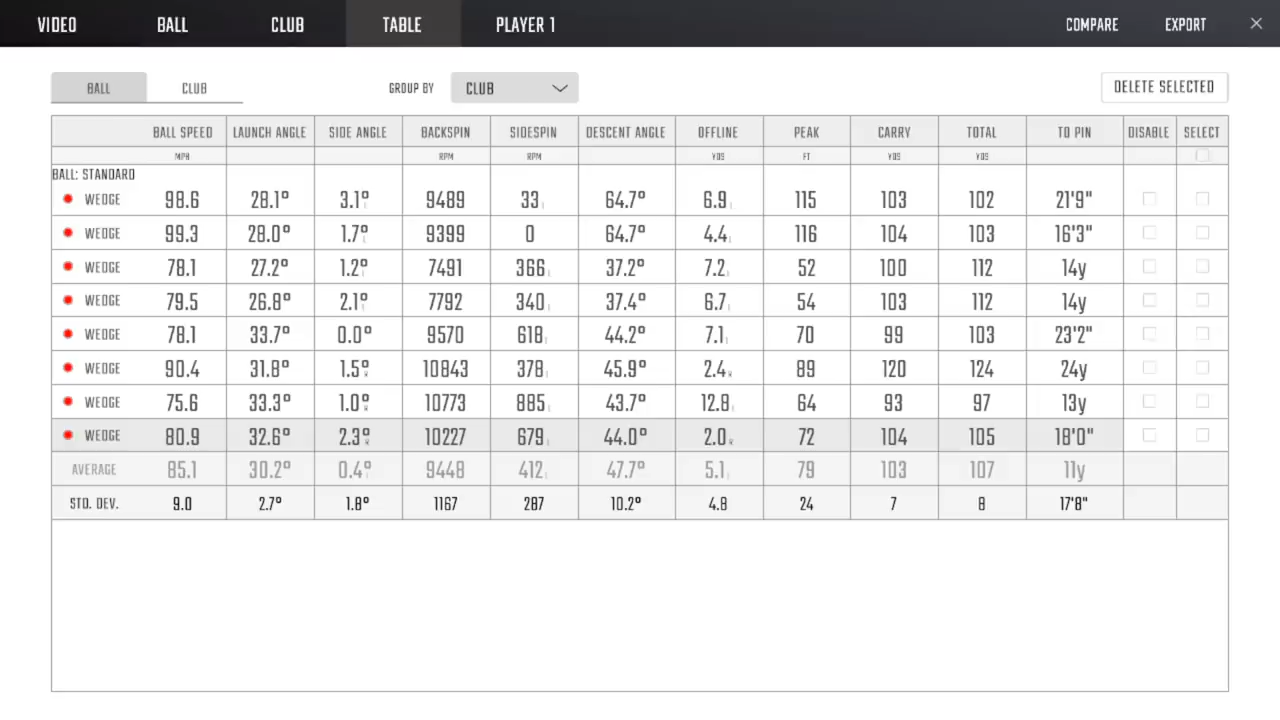 VIDEO BALL CLUB TABLE PLAYER 1 COMPARE EXPORT
BALL CLUB GROUP BY CLUB DELETE SELECTED
BALL SPEED LAUNCH ANGLE SIDE ANGLE BACKSPIN SIDESPIN DESCENT ANGLE OFFLINE PEAK CARRY TOTAL TO PIN DISABLE SELECT
MPH RPM RPM YDS FT YDS YDS
BALL: STANDARD
WEDGE 98.6 28.1° 3.1° 9489 33 64.7° 6.9 115 103 102 21'9"
WEDGE 99.3 28.0° 1.7° 9399 0 64.7° 4.4 116 104 103 16'3"
WEDGE 78.1 27.2° 1.2° 7491 366 37.2° 7.2 52 100 112 14y
WEDGE 79.5 26.8° 2.1° 7792 340 37.4° 6.7 54 103 112 14y
WEDGE 78.1 33.7° 0.0° 9570 618 44.2° 7.1 70 99 103 23'2"
WEDGE 90.4 31.8° 1.5° 10843 378 45.9° 2.4 89 120 124 24y
WEDGE 75.6 33.3° 1.0° 10773 885 43.7° 12.8 64 93 97 13y
WEDGE 80.9 32.6° 2.3° 10227 679 44.0° 2.0 72 104 105 18'0"
AVERAGE 85.1 30.2° 0.4° 9448 412 47.7° 5.1 79 103 107 11y
STD. DEV. 9.0 2.7° 1.8° 1167 287 10.2° 4.8 24 7 8 17'8"